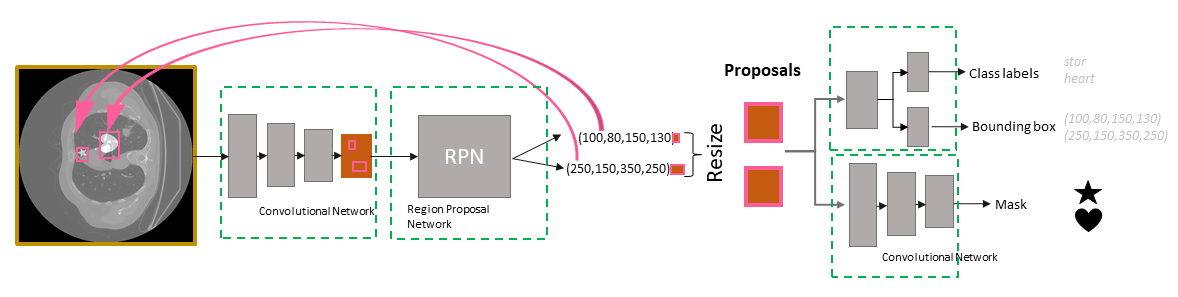 Convolutional Network
RPN
Region Proposal
Network
(100,80,150,130)
(250,150,350,250)
Resize
Proposals
Class labels
star
heart
Bounding box
(100,80,150,130)
(250,150,350,250)
Mask
Convolutional Network